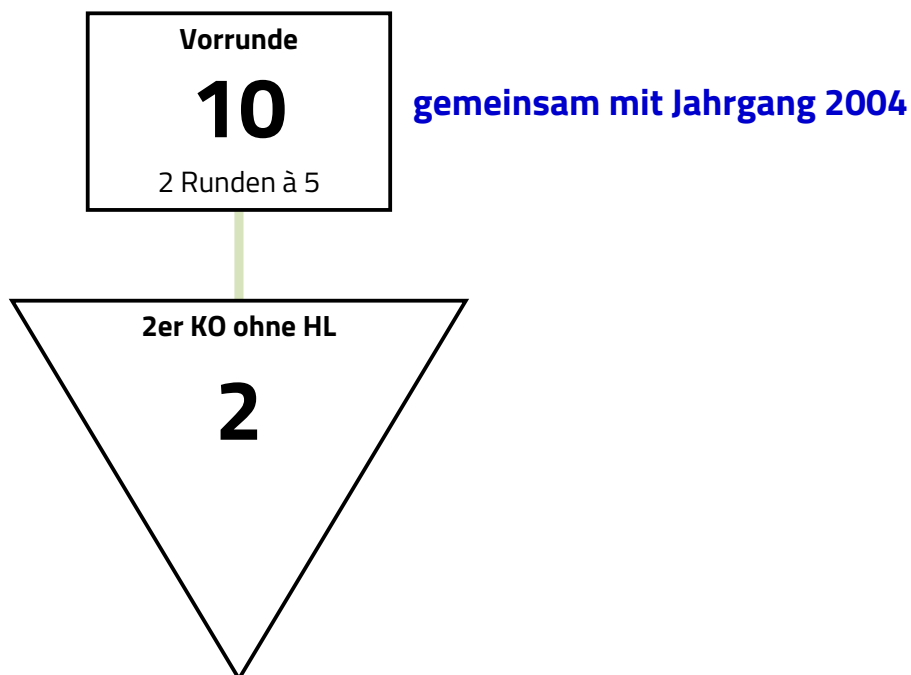 Vorrunde
10
gemeinsam mit Jahrgang 2004
2 Runden à 5
2er KO ohne HL
2